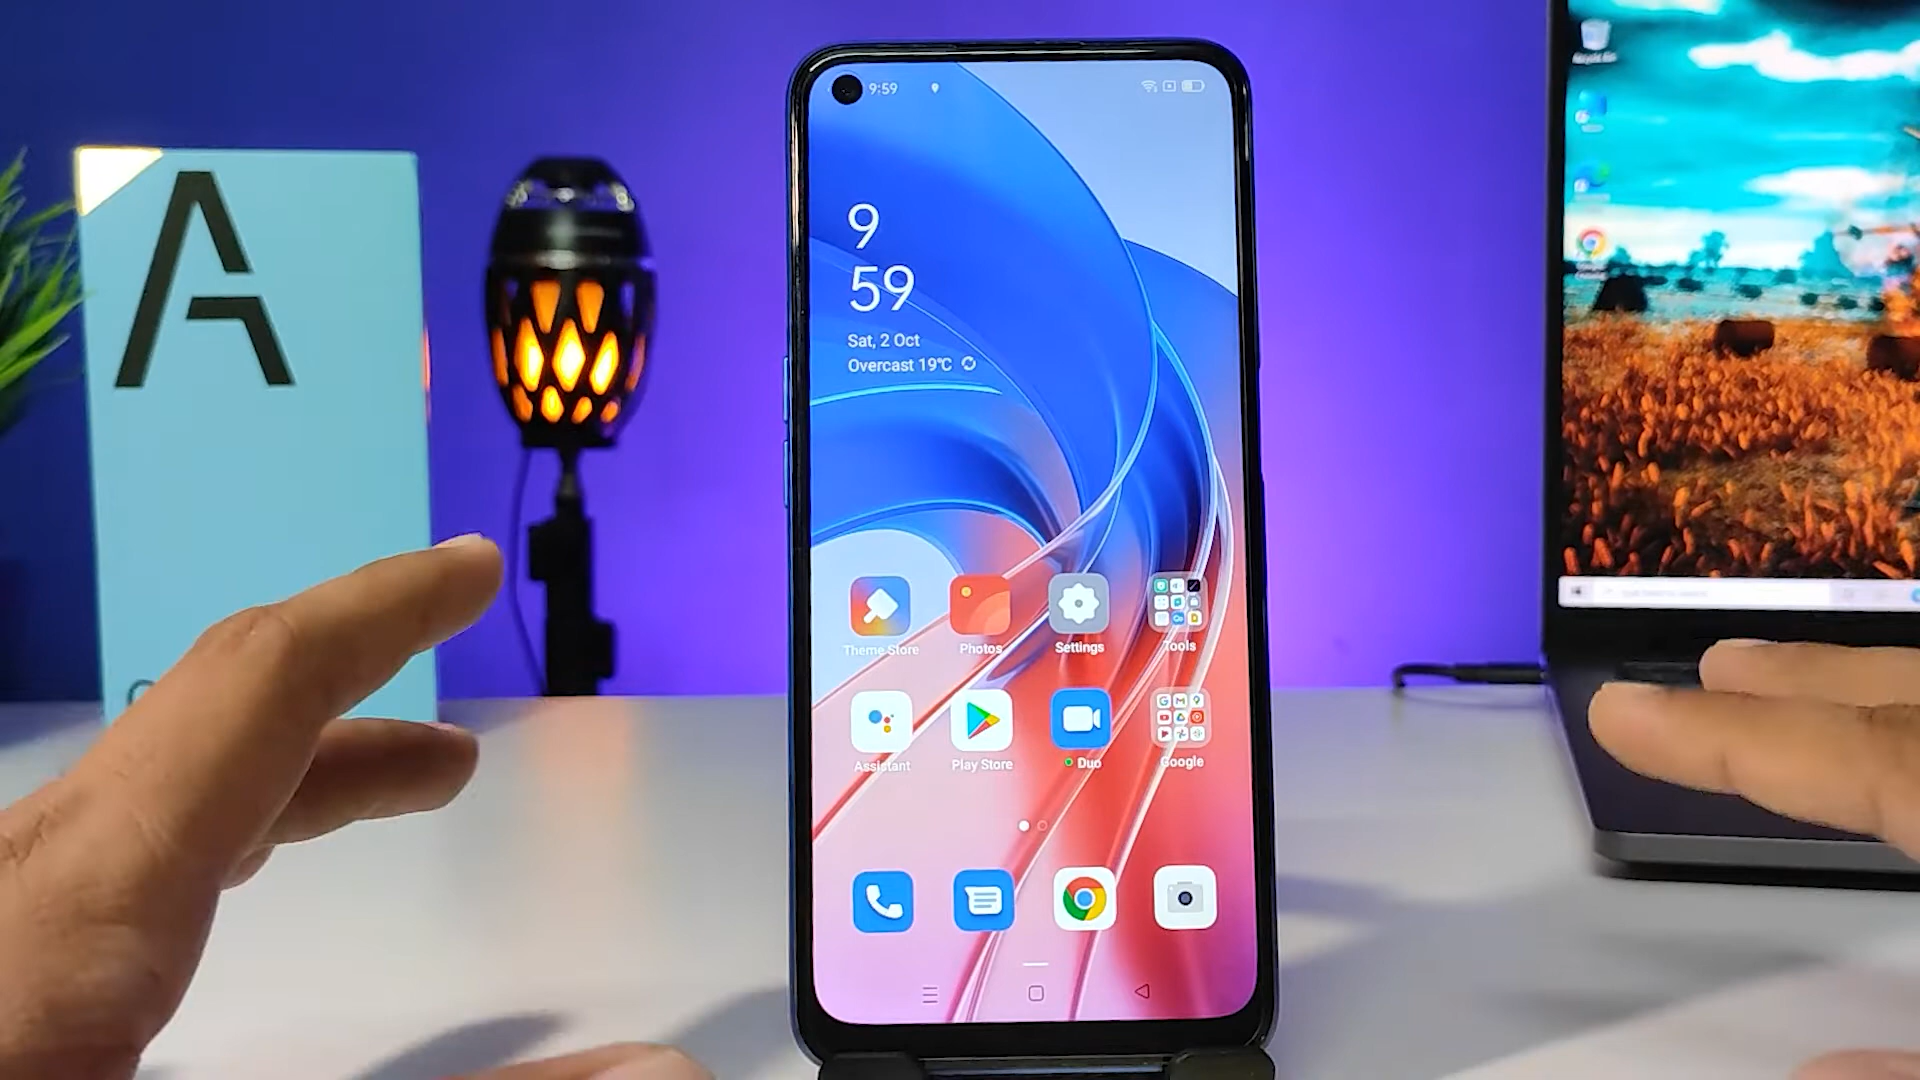 A
9:59
9
59
Sat, 2 Oct
Overcast 19℃
Theme Store
Photos
Settings
Tools
Assistant
Play Store
Duo
Google